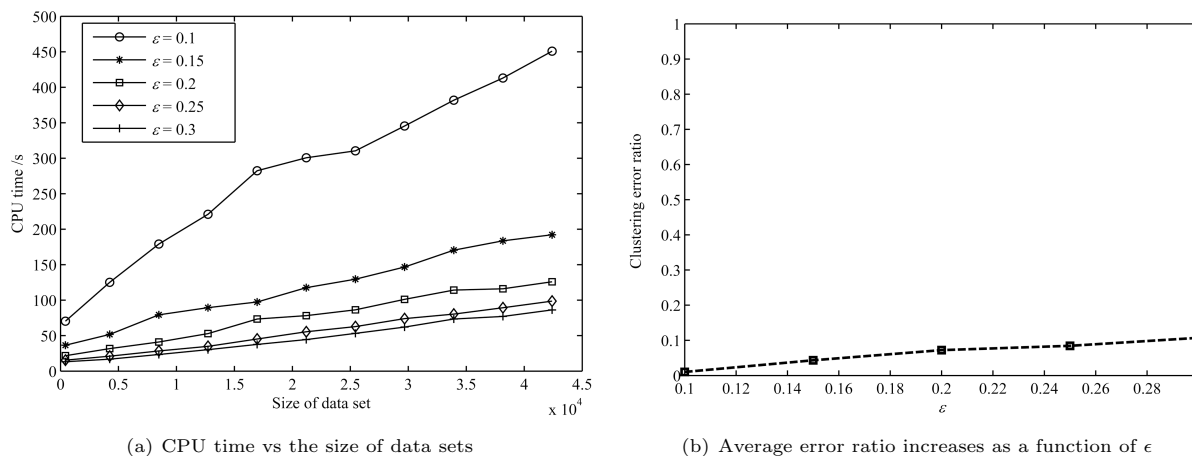 500
450
400
350
300
250
200
150
100
50
0
CPU time /s
ε = 0.1
ε = 0.15
ε = 0.2
ε = 0.25
ε = 0.3
0 0.5 1 1.5 2 2.5 3 3.5 4 4.5
x 10^4
Size of data set
(a) CPU time vs the size of data sets
1
0.9
0.8
0.7
0.6
0.5
0.4
0.3
0.2
0.1
0
Clustering error ratio
0.1 0.12 0.14 0.16 0.18 0.2 0.22 0.24 0.26 0.28
ε
(b) Average error ratio increases as a function of ϵ